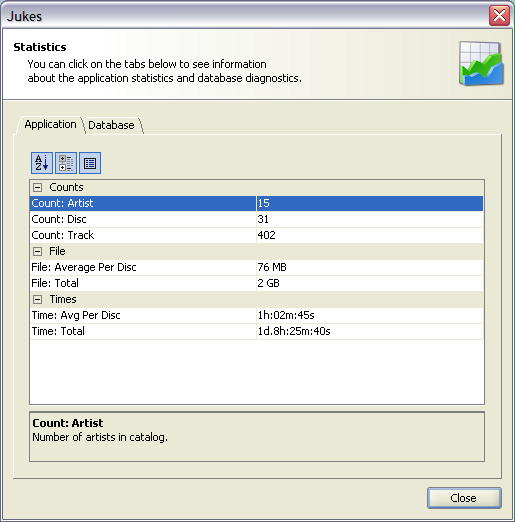 Jukes
Statistics
You can click on the tabs below to see information
about the application statistics and database diagnostics.
Application Database
A Z
Counts
Count: Artist 15
Count: Disc 31
Count: Track 402
File
File: Average Per Disc 76 MB
File: Total 2 GB
Times
Time: Avg Per Disc 1h:02m:45s
Time: Total 1d.8h:25m:40s
Count: Artist
Number of artists in catalog.
Close